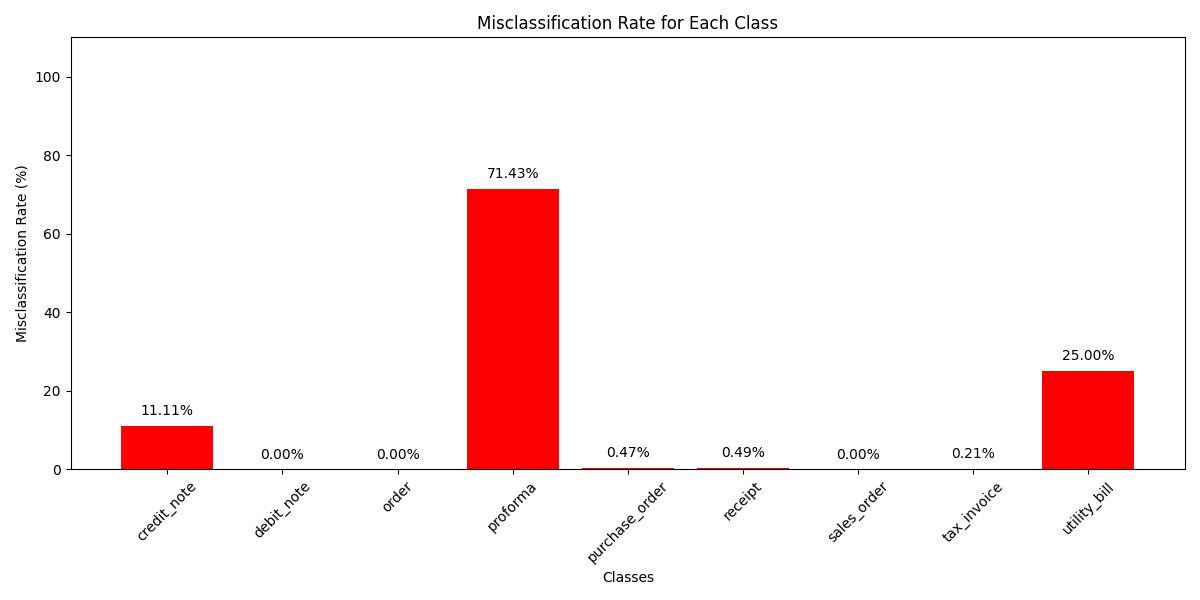 Misclassification Rate for Each Class
Misclassification Rate (%)
100
80
60
40
20
0
11.11%
0.00%
0.00%
71.43%
0.47%
0.49%
0.00%
0.21%
25.00%
credit_note
debit_note
order
proforma
purchase_order
receipt
sales_order
tax_invoice
utility_bill
Classes